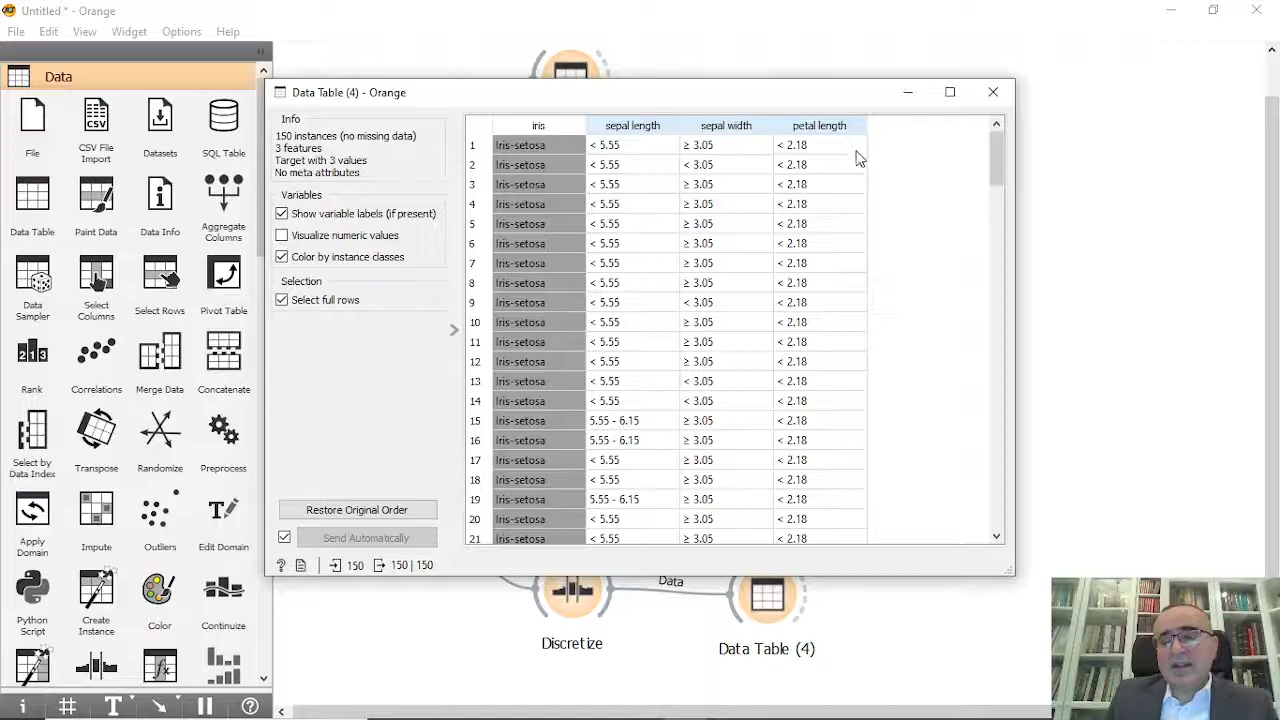 Untitled * - Orange
File Edit View Widget Options Help
Data
File
CSV File Import
Datasets
SQL Table
Data Table
Paint Data
Data Info
Aggregate Columns
Data Sampler
Select Columns
Select Rows
Pivot Table
Rank
Correlations
Merge Data
Concatenate
Select by Data Index
Transpose
Randomize
Preprocess
Apply Domain
Impute
Outliers
Edit Domain
Python Script
Create Instance
Color
Continuize
Data Table (4) - Orange
Info
150 instances (no missing data)
3 features
Target with 3 values
No meta attributes
Variables
Show variable labels (if present)
Visualize numeric values
Color by instance classes
Selection
Select full rows
Restore Original Order
Send Automatically
150 150 | 150
iris sepal length sepal width petal length
1 Iris-setosa < 5.55 ≥ 3.05 < 2.18
2 Iris-setosa < 5.55 < 3.05 < 2.18
3 Iris-setosa < 5.55 ≥ 3.05 < 2.18
4 Iris-setosa < 5.55 ≥ 3.05 < 2.18
5 Iris-setosa < 5.55 ≥ 3.05 < 2.18
6 Iris-setosa < 5.55 ≥ 3.05 < 2.18
7 Iris-setosa < 5.55 ≥ 3.05 < 2.18
8 Iris-setosa < 5.55 ≥ 3.05 < 2.18
9 Iris-setosa < 5.55 < 3.05 < 2.18
10 Iris-setosa < 5.55 ≥ 3.05 < 2.18
11 Iris-setosa < 5.55 ≥ 3.05 < 2.18
12 Iris-setosa < 5.55 ≥ 3.05 < 2.18
13 Iris-setosa < 5.55 < 3.05 < 2.18
14 Iris-setosa < 5.55 < 3.05 < 2.18
15 Iris-setosa 5.55 - 6.15 ≥ 3.05 < 2.18
16 Iris-setosa 5.55 - 6.15 ≥ 3.05 < 2.18
17 Iris-setosa < 5.55 ≥ 3.05 < 2.18
18 Iris-setosa < 5.55 ≥ 3.05 < 2.18
19 Iris-setosa 5.55 - 6.15 ≥ 3.05 < 2.18
20 Iris-setosa < 5.55 ≥ 3.05 < 2.18
21 Iris-setosa < 5.55 ≥ 3.05 < 2.18
Data
Discretize
Data Table (4)